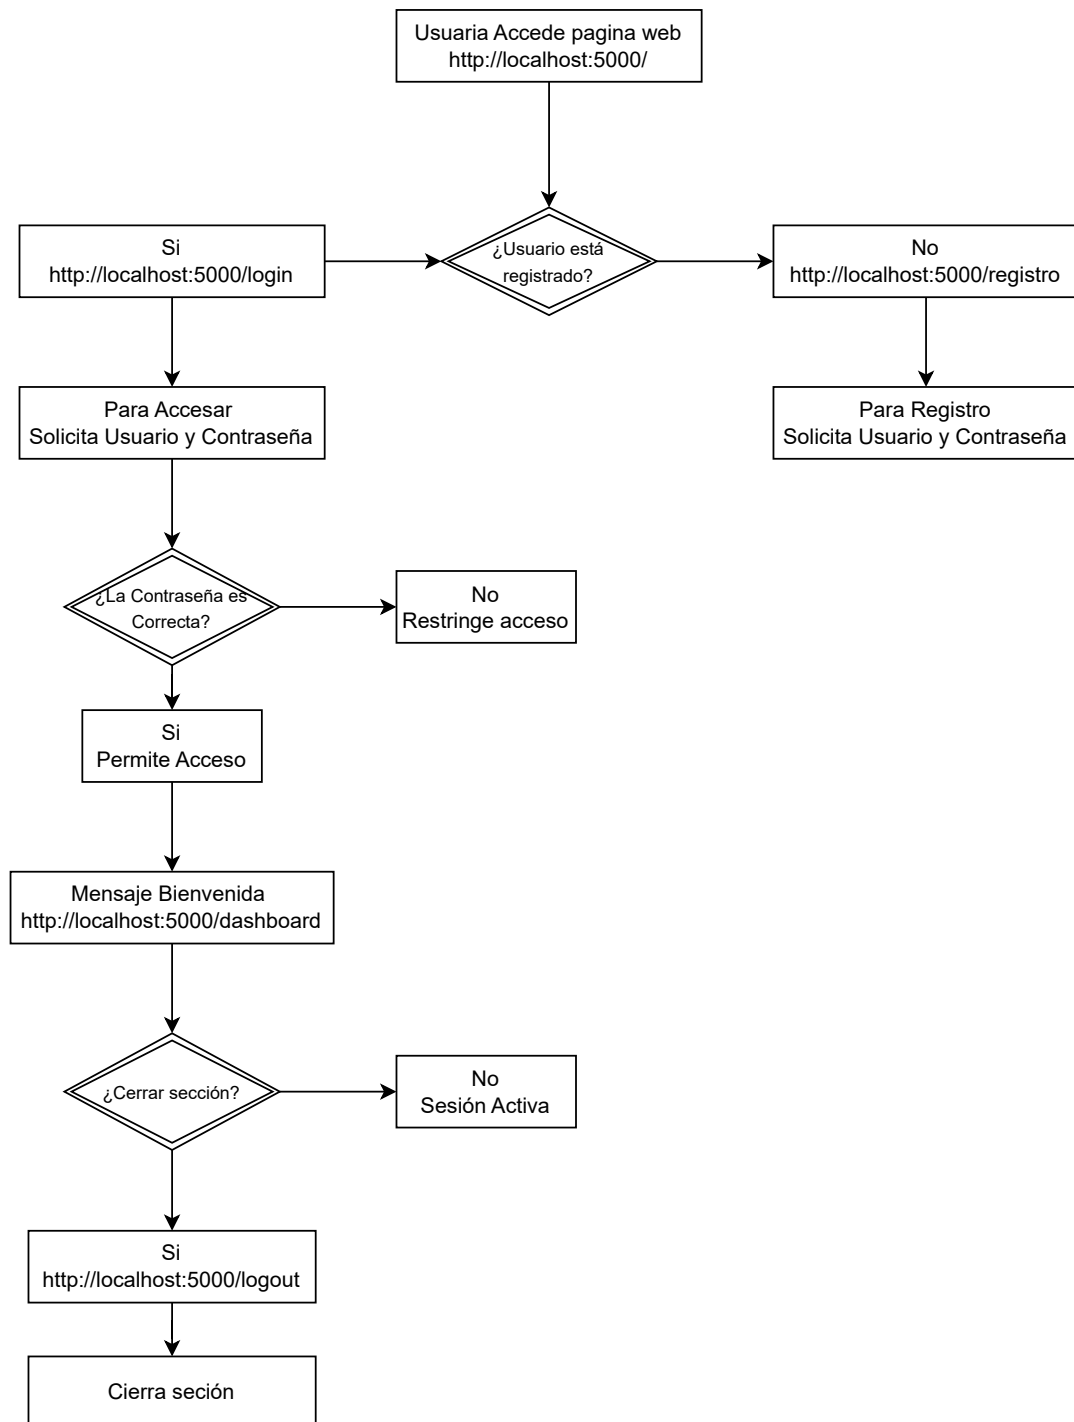 Usuaria Accede pagina web
http://localhost:5000/
Si
http://localhost:5000/login
¿Usuario está
registrado?
No
http://localhost:5000/registro
Para Accesar
Solicita Usuario y Contraseña
Para Registro
Solicita Usuario y Contraseña
¿La Contraseña es
Correcta?
No
Restringe acceso
Si
Permite Acceso
Mensaje Bienvenida
http://localhost:5000/dashboard
¿Cerrar sección?
No
Sesión Activa
Si
http://localhost:5000/logout
Cierra seción